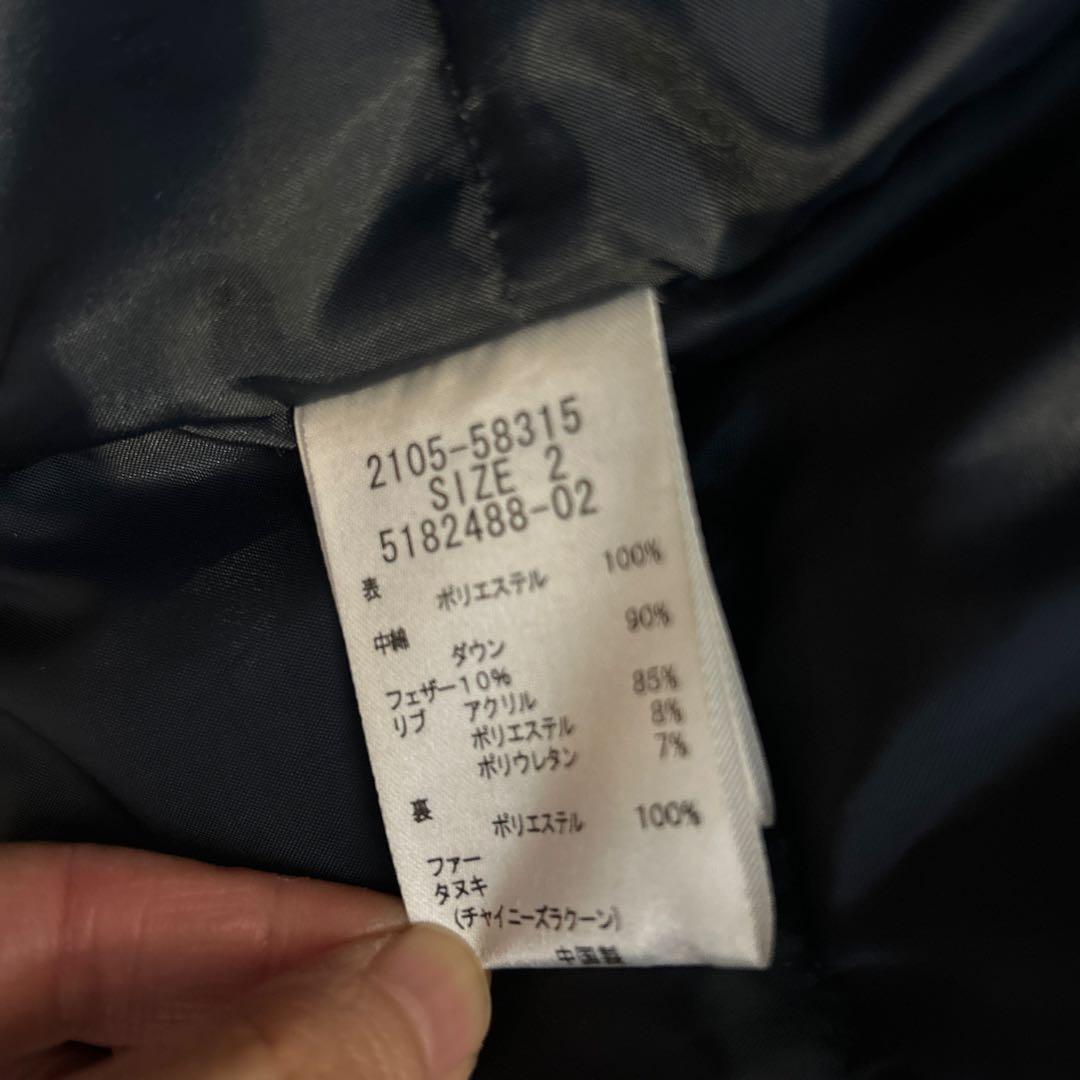 2105-58315
SIZE 2
5182488-02
表 ポリエステル 100%
中綿 ダウン 90%
フェザー10%
リブ アクリル 85%
ポリエステル 8%
ポリウレタン 7%
裏 ポリエステル 100%
ファー
タヌキ
(チャイニーズラクーン)
中国製